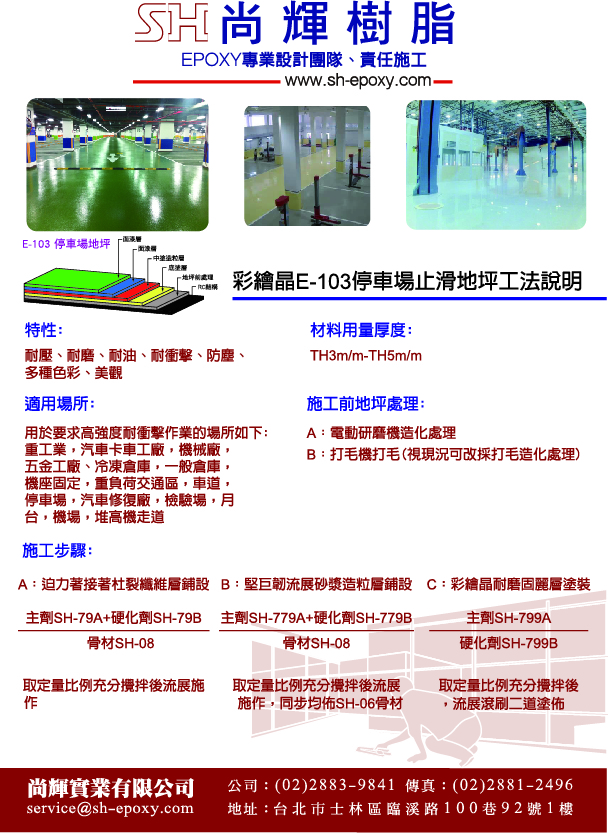 SH 尚輝樹脂
EPOXY專業設計團隊、責任施工
www.sh-epoxy.com
E-103 停車場地坪
面漆層
面漆層
中塗造粒層
底塗層
地坪前處理
RC結構
彩繪晶E-103停車場止滑地坪工法說明
特性:
耐壓、耐磨、耐油、耐衝擊、防塵、
多種色彩、美觀
材料用量厚度:
TH3m/m-TH5m/m
適用場所:
用於要求高強度耐衝擊作業的場所如下:
重工業，汽車卡車工廠，機械廠，
五金工廠、冷凍倉庫，一般倉庫，
機座固定，重負荷交通區，車道，
停車場，汽車修復廠，檢驗場，月
台，機場，堆高機走道
施工前地坪處理:
A：電動研磨機造化處理
B：打毛機打毛(視現況可改採打毛造化處理)
施工步驟:
A：迫力著接著杜裂纖維層鋪設
主劑SH-79A+硬化劑SH-79B
骨材SH-08
取定量比例充分攪拌後流展施
作
B：堅巨韌流展砂漿造粒層鋪設
主劑SH-779A+硬化劑SH-779B
骨材SH-08
取定量比例充分攪拌後流展
施作，同步均佈SH-06骨材
C：彩繪晶耐磨固麗層塗裝
主劑SH-799A
硬化劑SH-799B
取定量比例充分攪拌後
，流展滾刷二道塗佈
尚輝實業有限公司
service@sh-epoxy.com
公司：(02)2883-9841 傳真：(02)2881-2496
地址：台北市士林區臨溪路100巷92號1樓